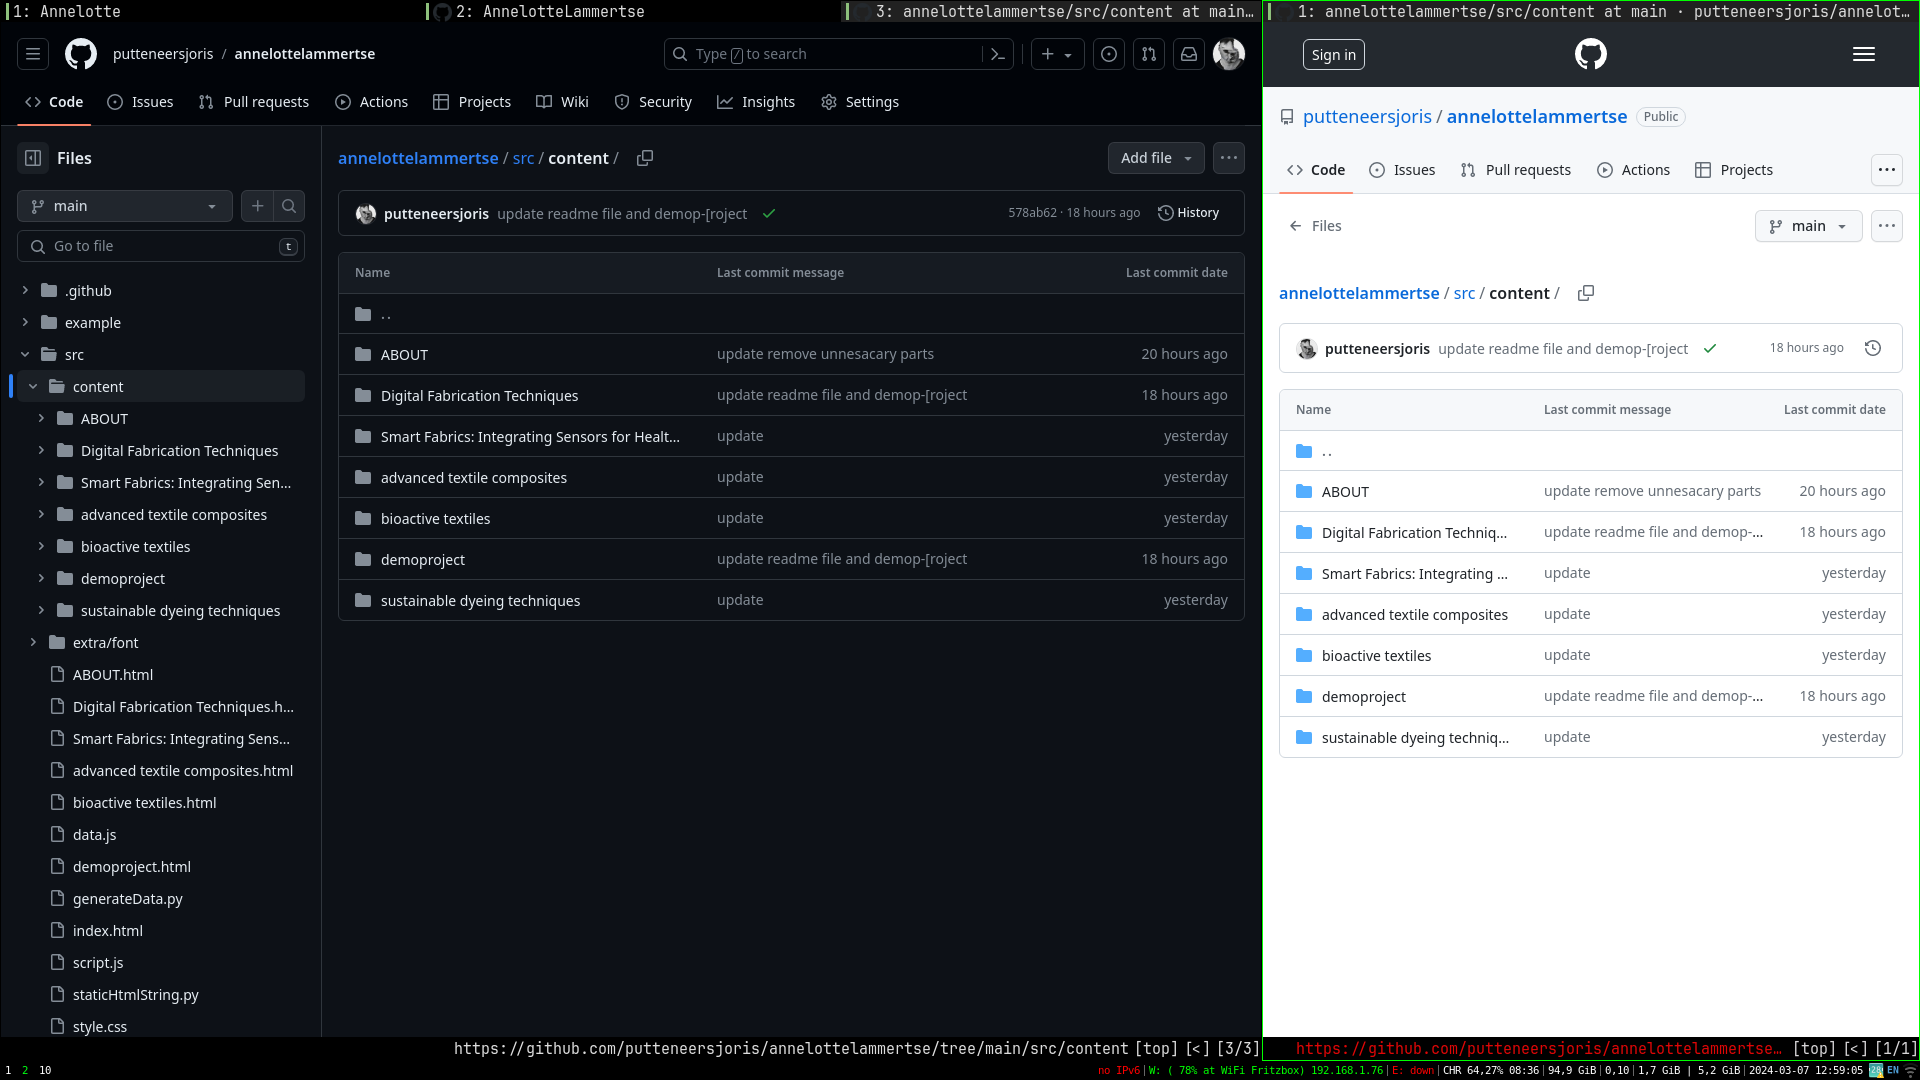 1: Annelotte
2: AnnelotteLammertse
3: annelottelammertse/src/content at main…
putteneersjoris / annelottelammertse
Type / to search
Code Issues Pull requests Actions Projects Wiki Security Insights Settings
Files
main
Go to file t
.github
example
src
content
ABOUT
Digital Fabrication Techniques
Smart Fabrics: Integrating Sen...
advanced textile composites
bioactive textiles
demoproject
sustainable dyeing techniques
extra/font
ABOUT.html
Digital Fabrication Techniques.h...
Smart Fabrics: Integrating Sens...
advanced textile composites.html
bioactive textiles.html
data.js
demoproject.html
generateData.py
index.html
script.js
staticHtmlString.py
style.css
annelottelammertse / src / content /
Add file
putteneersjoris update readme file and demop-[roject 578ab62 · 18 hours ago History
Name Last commit message Last commit date
..
ABOUT update remove unnesacary parts 20 hours ago
Digital Fabrication Techniques update readme file and demop-[roject 18 hours ago
Smart Fabrics: Integrating Sensors for Healt... update yesterday
advanced textile composites update yesterday
bioactive textiles update yesterday
demoproject update readme file and demop-[roject 18 hours ago
sustainable dyeing techniques update yesterday
https://github.com/putteneersjoris/annelottelammertse/tree/main/src/content [top] [<] [3/3]
1: annelottelammertse/src/content at main · putteneersjoris/annelot…
Sign in
putteneersjoris / annelottelammertse Public
Code Issues Pull requests Actions Projects
Files main
annelottelammertse / src / content /
putteneersjoris update readme file and demop-[roject 18 hours ago
Name Last commit message Last commit date
..
ABOUT update remove unnesacary parts 20 hours ago
Digital Fabrication Techniq... update readme file and demop-... 18 hours ago
Smart Fabrics: Integrating ... update yesterday
advanced textile composites update yesterday
bioactive textiles update yesterday
demoproject update readme file and demop-... 18 hours ago
sustainable dyeing techniq... update yesterday
https://github.com/putteneersjoris/annelottelammertse… [top] [<] [1/1]
1 2 10
no IPv6|W: ( 78% at WiFi Fritzbox) 192.168.1.76|E: down|CHR 64,27% 08:36|94,9 GiB|0,10|1,7 GiB | 5,2 GiB|2024-03-07 12:59:05 EN